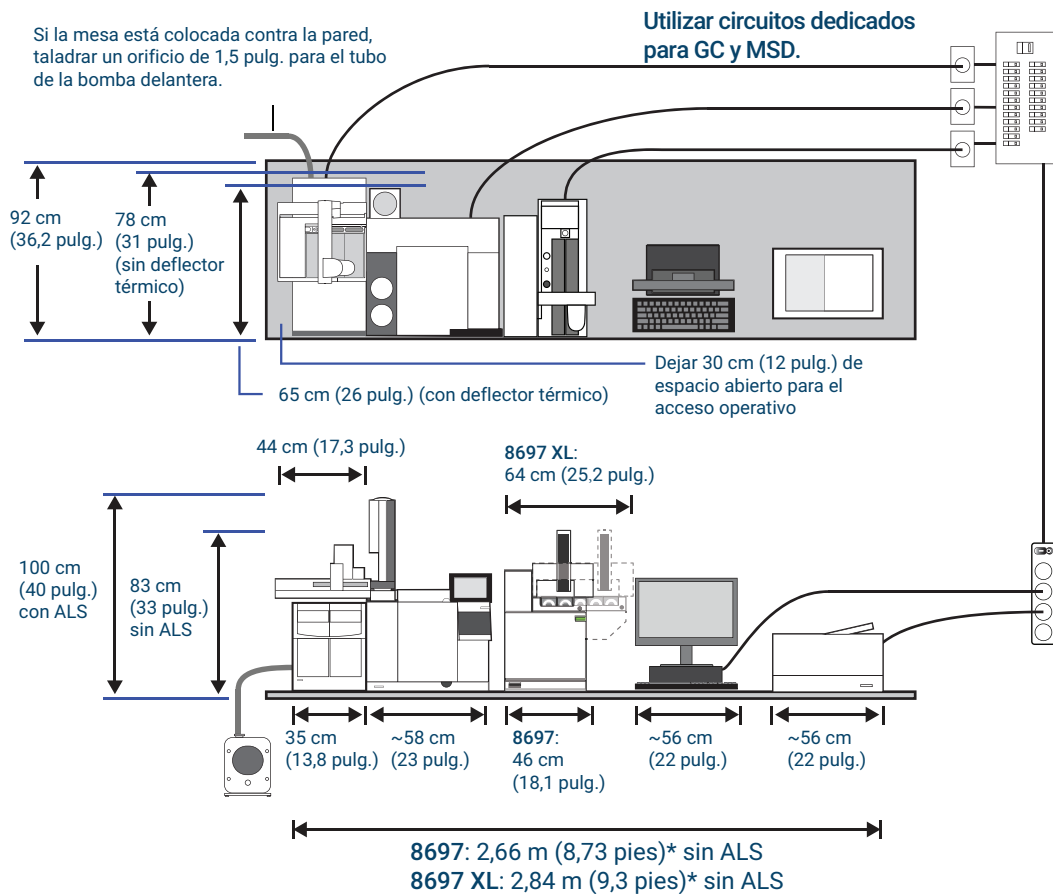 Si la mesa está colocada contra la pared,
taladrar un orificio de 1,5 pulg. para el tubo
de la bomba delantera.
Utilizar circuitos dedicados
para GC y MSD.
92 cm
(36,2 pulg.)
78 cm
(31 pulg.)
(sin deflector
térmico)
65 cm (26 pulg.) (con deflector térmico)
Dejar 30 cm (12 pulg.) de
espacio abierto para el
acceso operativo
44 cm (17,3 pulg.)
8697 XL:
64 cm (25,2 pulg.)
100 cm
(40 pulg.)
con ALS
83 cm
(33 pulg.)
sin ALS
35 cm
(13,8 pulg.)
~58 cm
(23 pulg.)
8697:
46 cm
(18,1 pulg.)
~56 cm
(22 pulg.)
~56 cm
(22 pulg.)
8697: 2,66 m (8,73 pies)* sin ALS
8697 XL: 2,84 m (9,3 pies)* sin ALS